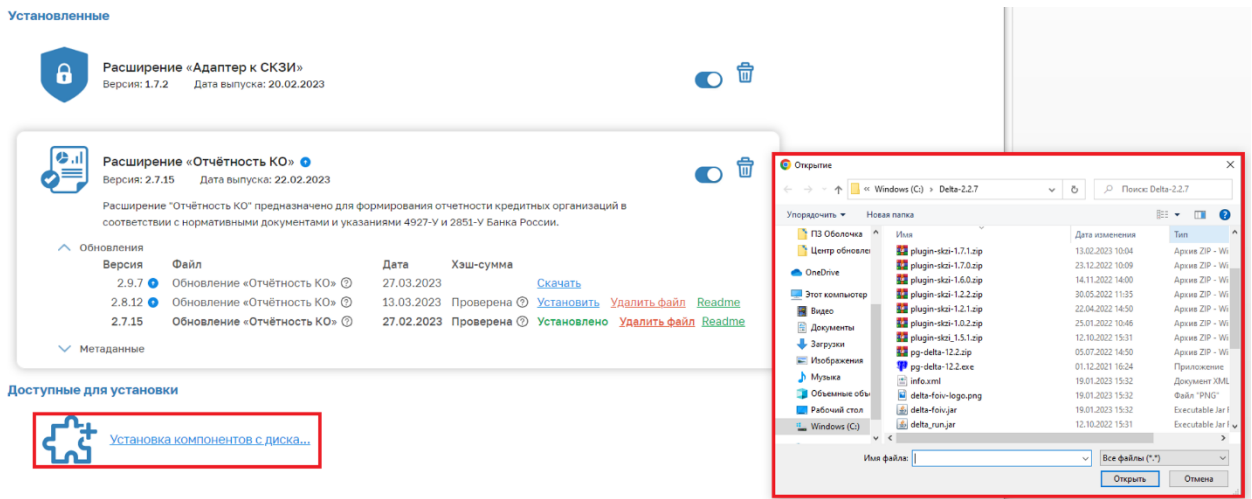 Установленные
Расширение «Адаптер к СКЗИ»
Версия: 1.7.2 Дата выпуска: 20.02.2023
Расширение «Отчётность КО»
Версия: 2.7.15 Дата выпуска: 22.02.2023
Расширение "Отчётность КО" предназначено для формирования отчетности кредитных организаций в
соответствии с нормативными документами и указаниями 4927-У и 2851-У Банка России.
Обновления
Версия Файл Дата Хэш-сумма
2.9.7 Обновление «Отчётность КО» 27.03.2023 Скачать
2.8.12 Обновление «Отчётность КО» 13.03.2023 Проверена Установить Удалить файл Readme
2.7.15 Обновление «Отчётность КО» 27.02.2023 Проверена Установлено Удалить файл Readme
Метаданные
Доступные для установки
Установка компонентов с диска...
Открытие
« Windows (C:) › Delta-2.2.7
Поиск: Delta-2.2.7
Упорядочить Новая папка
ПЗ Оболочка
Центр обновле
OneDrive
Этот компьютер
Видео
Документы
Загрузки
Изображения
Музыка
Объемные объ
Рабочий стол
Windows (C:)
Имя Дата изменения Тип
plugin-skzi-1.7.1.zip 13.02.2023 10:04 Архив ZIP - Wi
plugin-skzi-1.7.0.zip 23.12.2022 10:09 Архив ZIP - Wi
plugin-skzi-1.6.0.zip 14.11.2022 14:00 Архив ZIP - Wi
plugin-skzi-1.2.2.zip 30.05.2022 11:35 Архив ZIP - Wi
plugin-skzi-1.2.1.zip 22.04.2022 14:50 Архив ZIP - Wi
plugin-skzi-1.0.2.zip 25.01.2022 10:46 Архив ZIP - Wi
plugin-skzi_1.5.1.zip 12.10.2022 15:31 Архив ZIP - Wi
pg-delta-12.2.zip 05.07.2022 14:50 Архив ZIP - Wi
pg-delta-12.2.exe 01.12.2021 16:24 Приложение
info.xml 19.01.2023 15:32 Документ XML
delta-foiv-logo.png 19.01.2023 15:32 Файл "PNG"
delta-foiv.jar 19.01.2023 15:32 Executable Jar F
delta_run.jar 12.10.2022 15:31 Executable Jar F
Имя файла: Все файлы (*.*)
Открыть Отмена